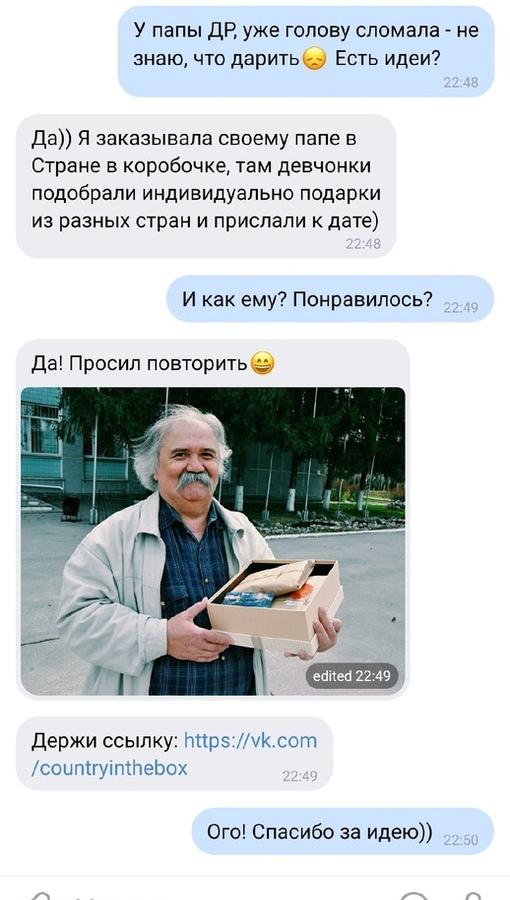 У папы ДР, уже голову сломала - не
знаю, что дарить😞 Есть идеи?
22:48
Да)) Я заказывала своему папе в
Стране в коробочке, там девчонки
подобрали индивидуально подарки
из разных стран и прислали к дате)
22:48
И как ему? Понравилось? 22:49
Да! Просил повторить😄
edited 22:49
Держи ссылку: https://vk.com
/countryinthebox 22:49
Ого! Спасибо за идею)) 22:50